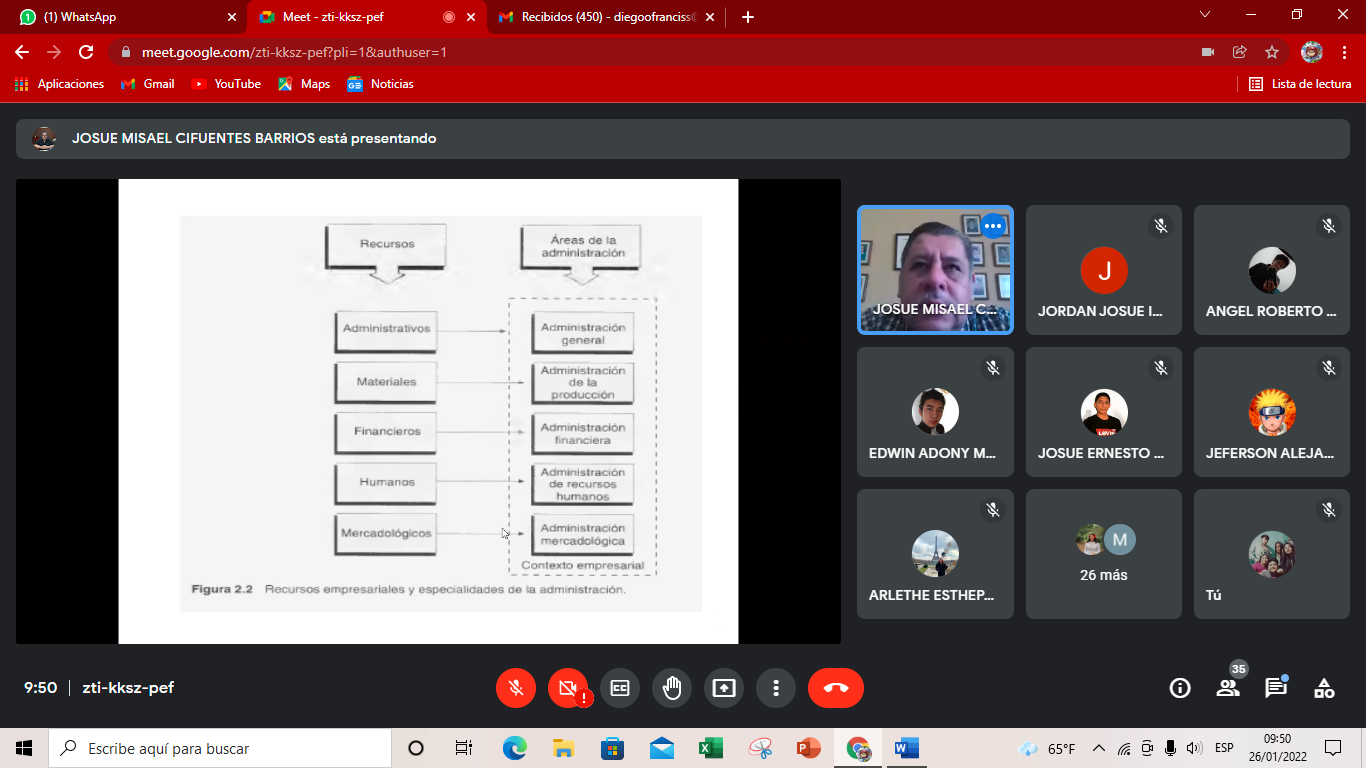 (1) WhatsApp
Meet - zti-kksz-pef
Recibidos (450) - diegoofranciss
meet.google.com/zti-kksz-pef?pli=1&authuser=1
Aplicaciones
Gmail
YouTube
Maps
Noticias
Lista de lectura
JOSUE MISAEL CIFUENTES BARRIOS está presentando
Recursos
Áreas de la
administración
Administrativos
Administración
general
Materiales
Administración
de la
producción
Financieros
Administración
financiera
Humanos
Administración
de recursos
humanos
Mercadológicos
Administración
mercadológica
Contexto empresarial
Figura 2.2 Recursos empresariales y especialidades de la administración.
JOSUE MISAEL C...
J
JORDAN JOSUE I...
ANGEL ROBERTO ...
EDWIN ADONY M...
JOSUE ERNESTO ...
JEFERSON ALEJA...
ARLETHE ESTHEP...
M
26 más
Tú
9:50 | zti-kksz-pef
35
Escribe aquí para buscar
65°F
ESP
09:50
26/01/2022